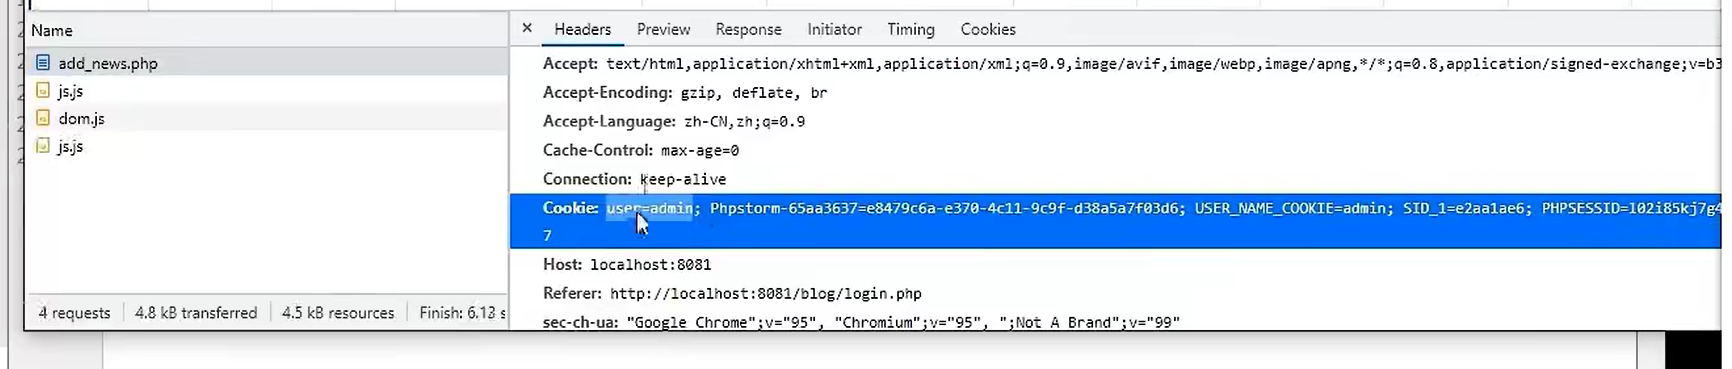 Name
add_news.php
js.js
dom.js
js.js
4 requests
4.8 kB transferred
4.5 kB resources
Finish: 6.13 s
× Headers Preview Response Initiator Timing Cookies
Accept: text/html,application/xhtml+xml,application/xml;q=0.9,image/avif,image/webp,image/apng,*/*;q=0.8,application/signed-exchange;v=b3
Accept-Encoding: gzip, deflate, br
Accept-Language: zh-CN,zh;q=0.9
Cache-Control: max-age=0
Connection: keep-alive
Cookie: user=admin; Phpstorm-65aa3637=e8479c6a-e370-4c11-9c9f-d38a5a7f03d6; USER_NAME_COOKIE=admin; SID_1=e2aa1ae6; PHPSESSID=102i85kj7g4
7
Host: localhost:8081
Referer: http://localhost:8081/blog/login.php
sec-ch-ua: "Google Chrome";v="95", "Chromium";v="95", ";Not A Brand";v="99"